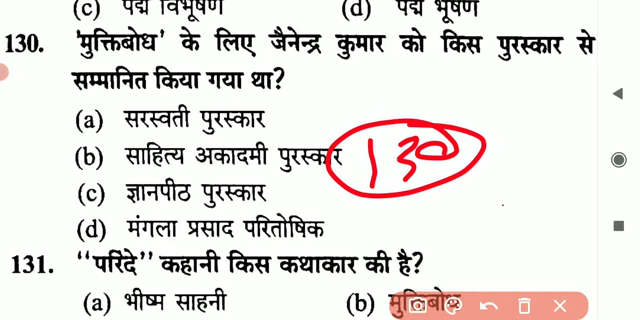 (c) पद्म विभूषण (d) पद्म भूषण
130. 'मुक्तिबोध' के लिए जैनेन्द्र कुमार को किस पुरस्कार से
सम्मानित किया गया था?
(a) सरस्वती पुरस्कार
(b) साहित्य अकादमी पुरस्कार
130
(c) ज्ञानपीठ पुरस्कार
(d) मंगला प्रसाद परितोषिक
131. "परिंदे" कहानी किस कथाकार की है?
(a) भीष्म साहनी (b) मुक्तिबोध